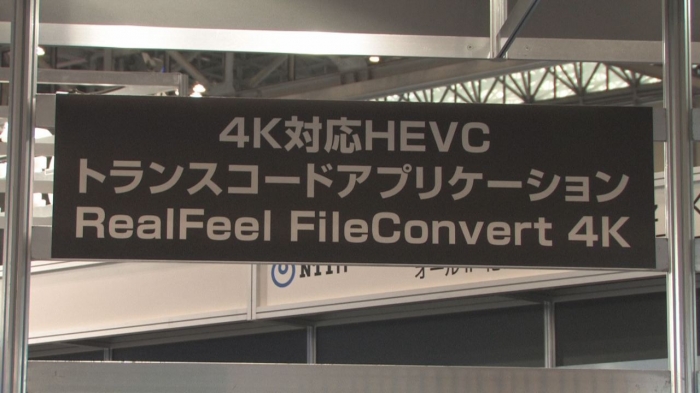 4K対応HEVC
トランスコードアプリケーション
RealFeel FileConvert 4K